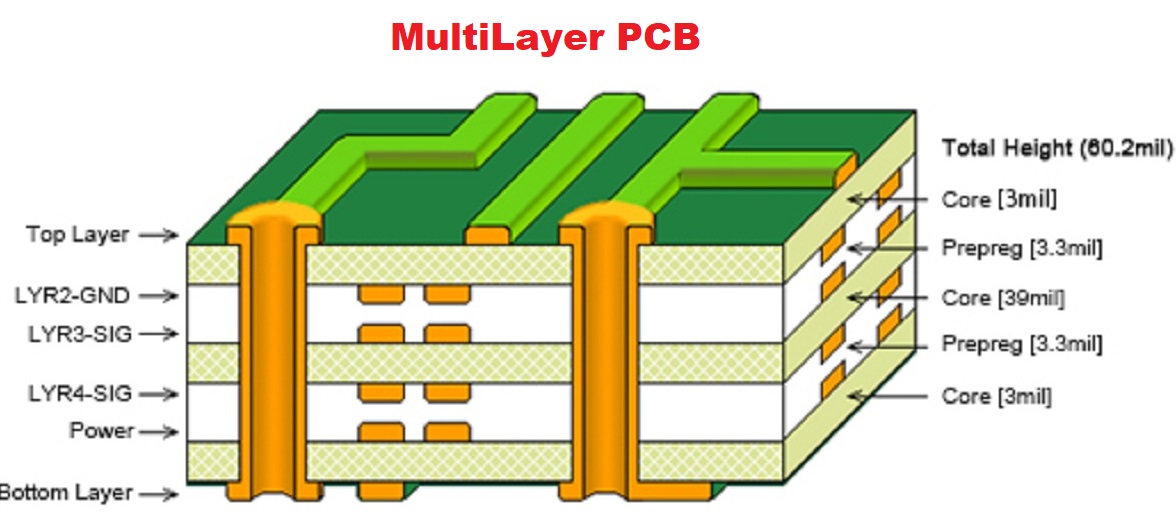 MultiLayer PCB
Total Height (60.2mil)
Core [3mil]
Top Layer
Prepreg [3.3mil]
LYR2-GND
Core [39mil]
LYR3-SIG
Prepreg [3.3mil]
LYR4-SIG
Core [3mil]
Power
Bottom Layer